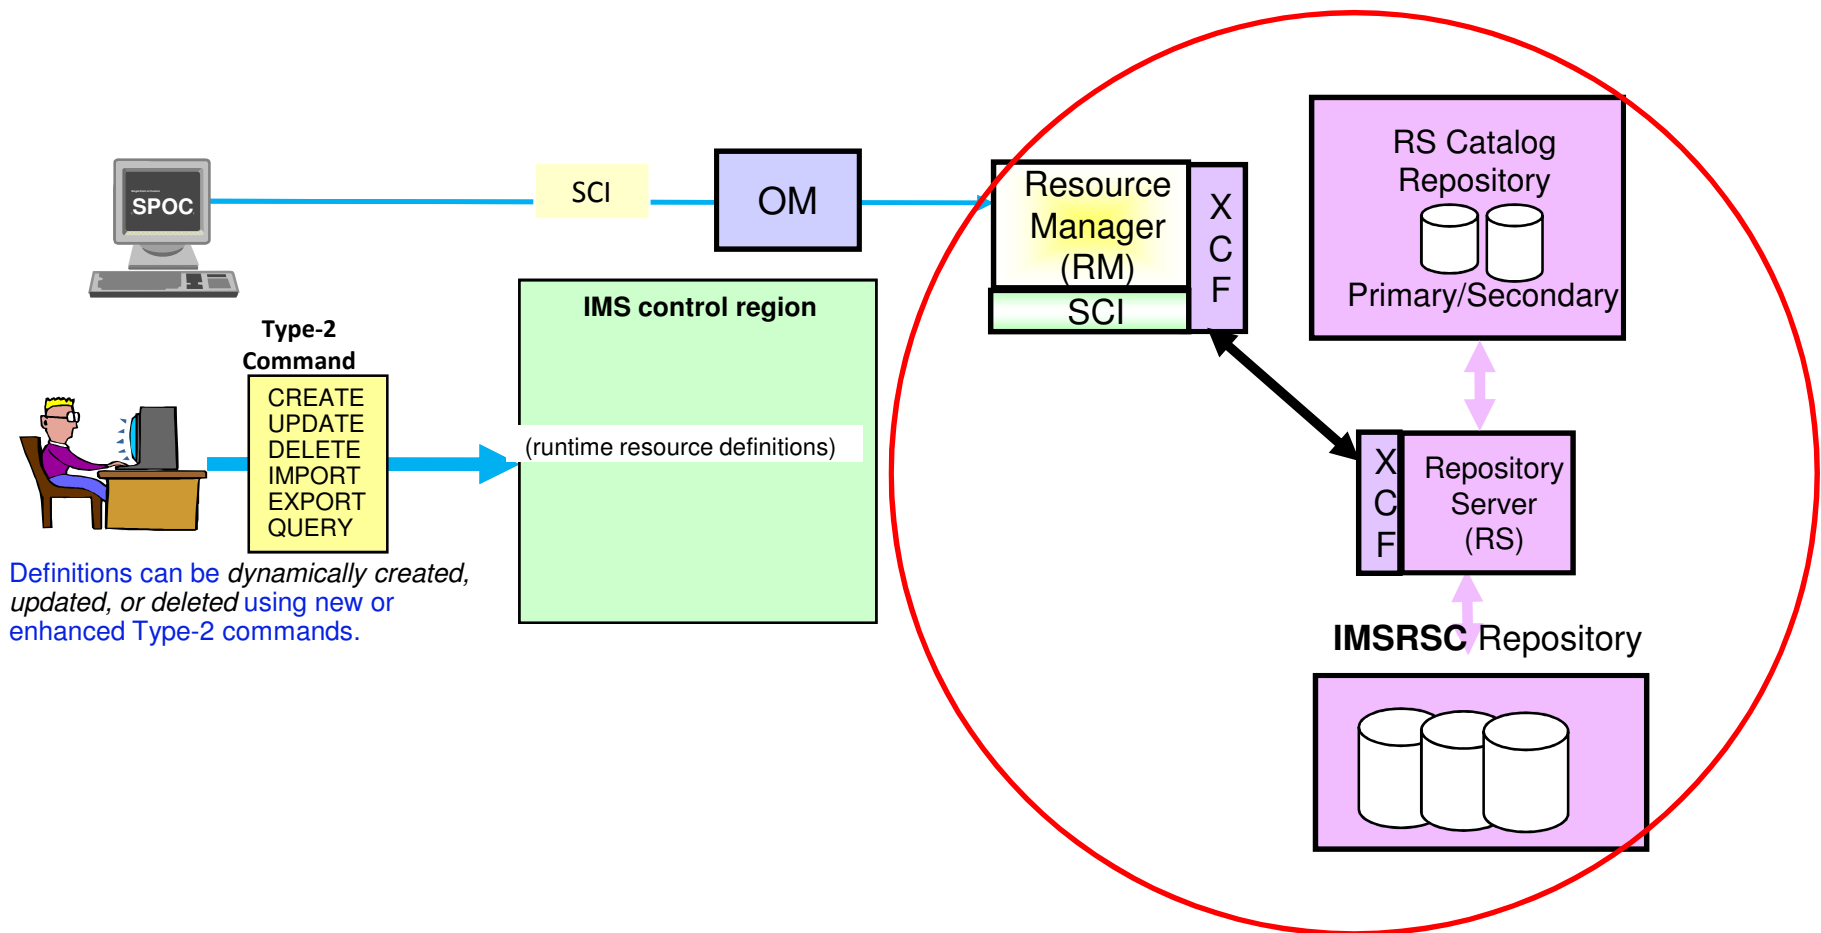 SPOC
SCI
OM
Resource
Manager
(RM)
SCI
X
C
F
RS Catalog
Repository
Primary/Secondary
IMS control region
(runtime resource definitions)
Type-2
Command
CREATE
UPDATE
DELETE
IMPORT
EXPORT
QUERY
Definitions can be dynamically created,
updated, or deleted using new or
enhanced Type-2 commands.
X
C
F
Repository
Server
(RS)
IMSRSC Repository